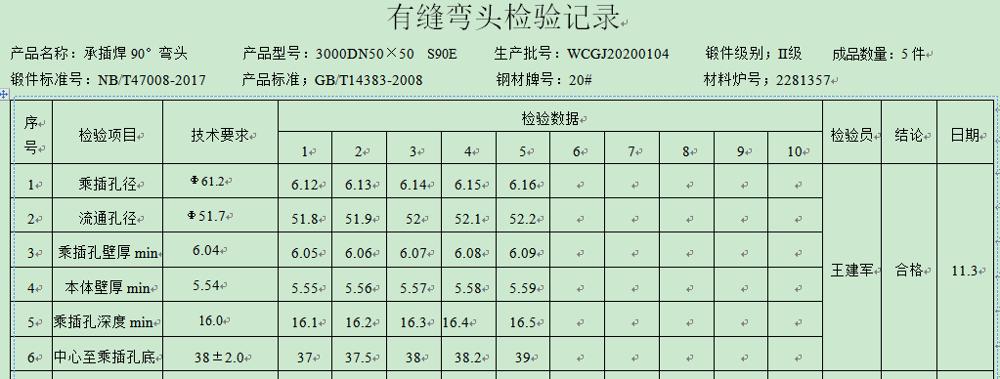 有缝弯头检验记录
产品名称：承插焊 90° 弯头 产品型号：3000DN50×50 S90E 生产批号：WCGJ20200104 锻件级别；II级 成品数量：5 件
锻件标准号：NB/T47008-2017 产品标准；GB/T14383-2008 钢材牌号：20# 材料炉号；2281357
序号 检验项目 技术要求 检验数据 检验员 结论 日期
1 2 3 4 5 6 7 8 9 10
1 乘插孔径 Φ61.2 6.12 6.13 6.14 6.15 6.16
2 流通孔径 Φ51.7 51.8 51.9 52 52.1 52.2
3 乘插孔壁厚 min 6.04 6.05 6.06 6.07 6.08 6.09
王建军 合格 11.3
4 本体壁厚 min 5.54 5.55 5.56 5.57 5.58 5.59
5 乘插孔深度 min 16.0 16.1 16.2 16.3 16.4 16.5
6 中心至乘插孔底 38±2.0 37 37.5 38 38.2 39